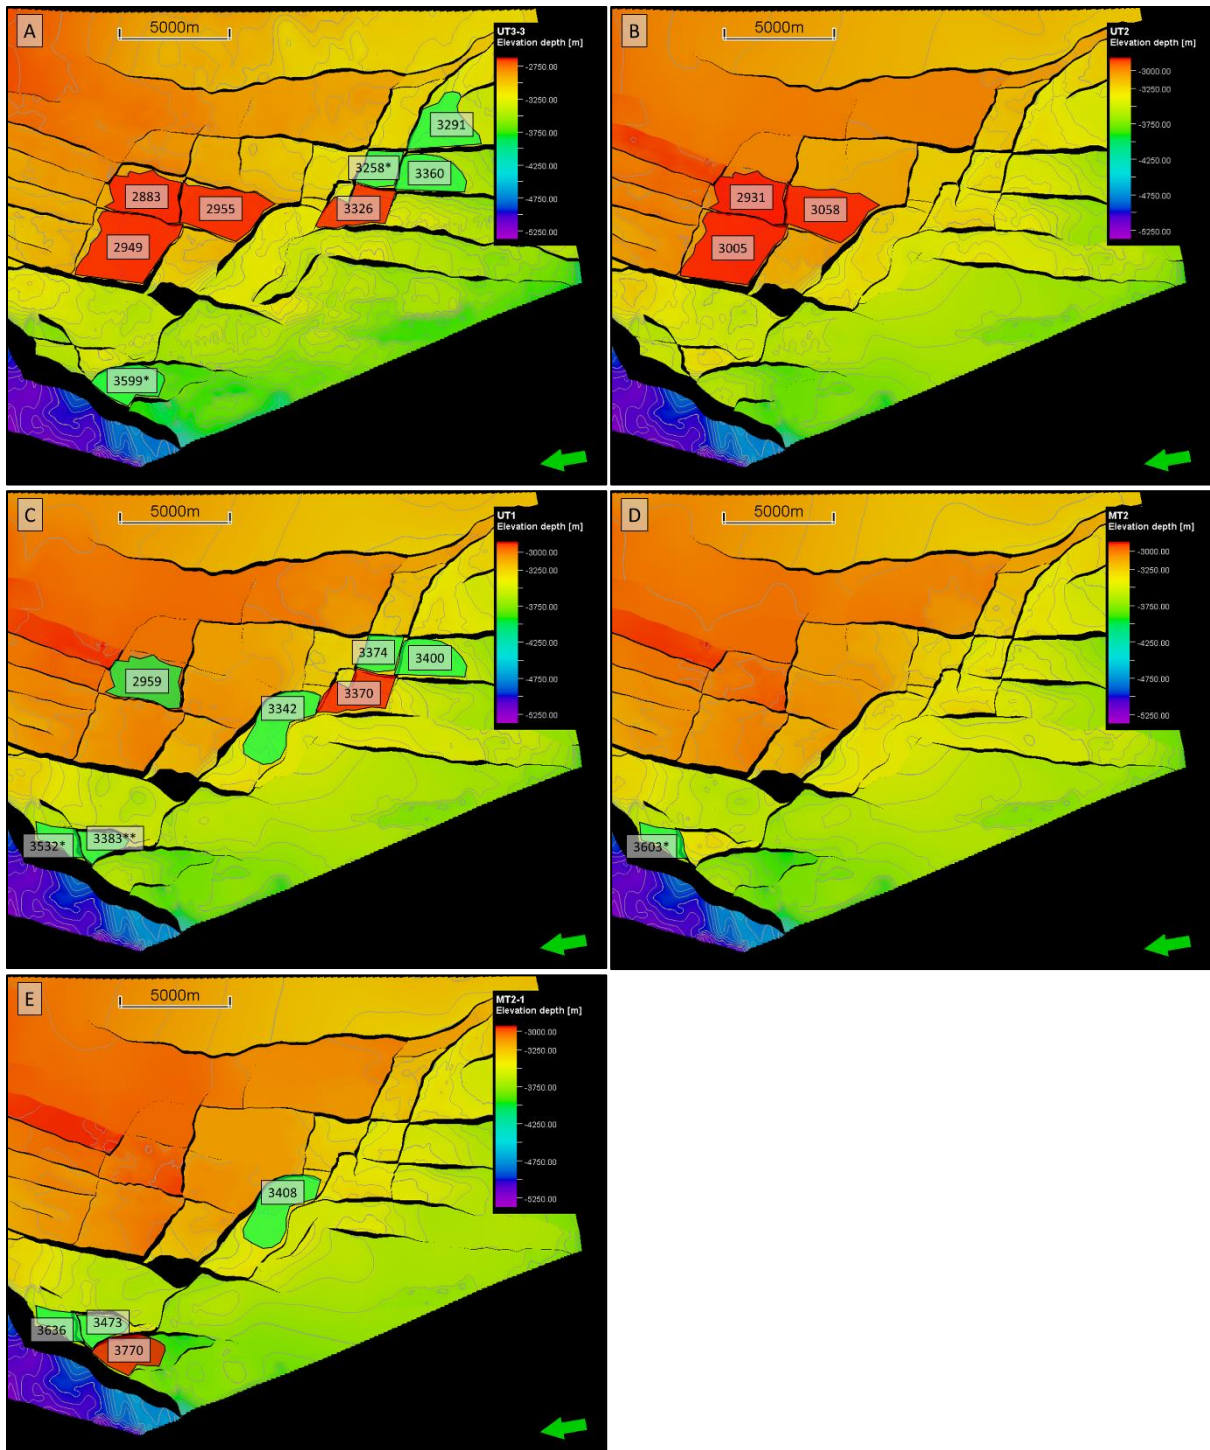 A
5000m
UT3-3
Elevation depth [m]
-2750.00
-3250.00
-3750.00
-4250.00
-4750.00
-5250.00
3291
3258*
3360
2883
2955
3326
2949
3599*
B
5000m
UT2
Elevation depth [m]
-3000.00
-3250.00
-3750.00
-4250.00
-4750.00
-5250.00
2931
3058
3005
C
5000m
UT1
Elevation depth [m]
-3000.00
-3250.00
-3750.00
-4250.00
-4750.00
-5250.00
3374
3400
2959
3370
3342
3383**
3532*
D
5000m
MT2
Elevation depth [m]
-3000.00
-3250.00
-3750.00
-4250.00
-4750.00
-5250.00
3603*
E
5000m
MT2-1
Elevation depth [m]
-3000.00
-3250.00
-3750.00
-4250.00
-4750.00
-5250.00
3408
3473
3636
3770